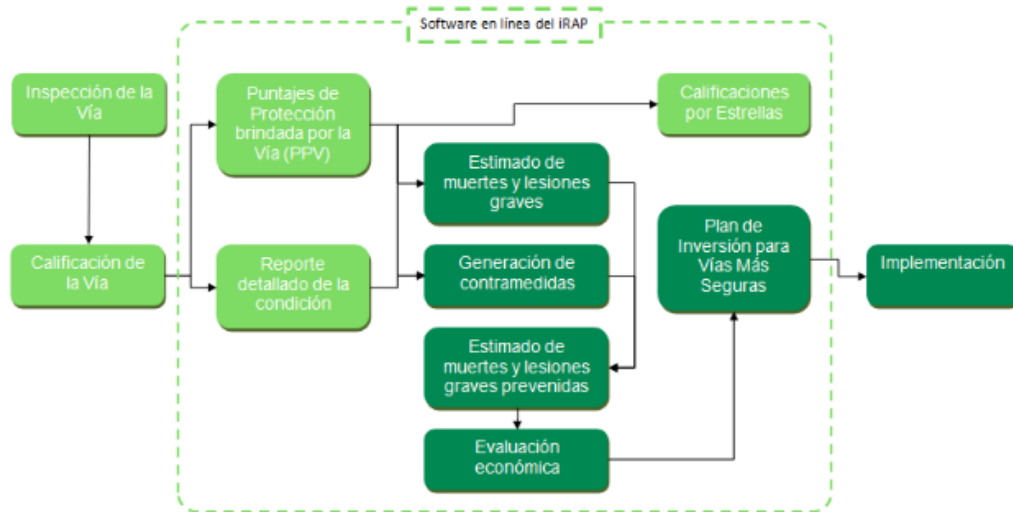 Software en línea del iRAP
Inspección de la
Vía
Puntajes de
Protección
brindada por la
Vía (PPV)
Calificaciones
por Estrellas
Estimado de
muertes y lesiones
graves
Calificación de
la Vía
Reporte
detallado de la
condición
Generación de
contramedidas
Plan de
Inversión para
Vías Más
Seguras
Implementación
Estimado de
muertes y lesiones
graves prevenidas
Evaluación
económica